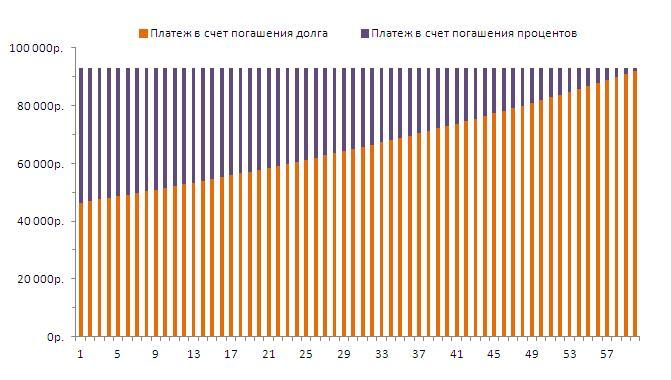 Платеж в счет погашения долга
Платеж в счет погашения процентов
100 000р.
80 000р.
60 000р.
40 000р.
20 000р.
0р.
1 5 9 13 17 21 25 29 33 37 41 45 49 53 57